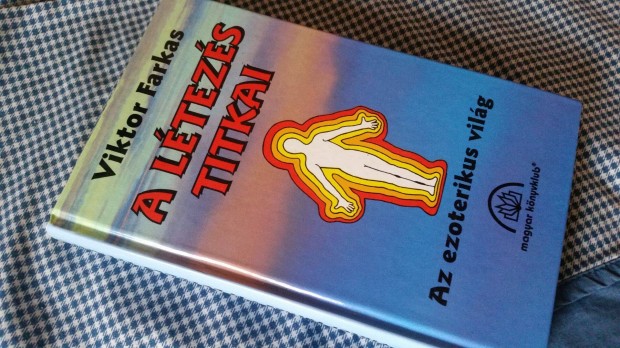 Viktor Farkas
A LÉTEZÉS
TITKAI
Az ezoterikus világ
magyar könyvklub®